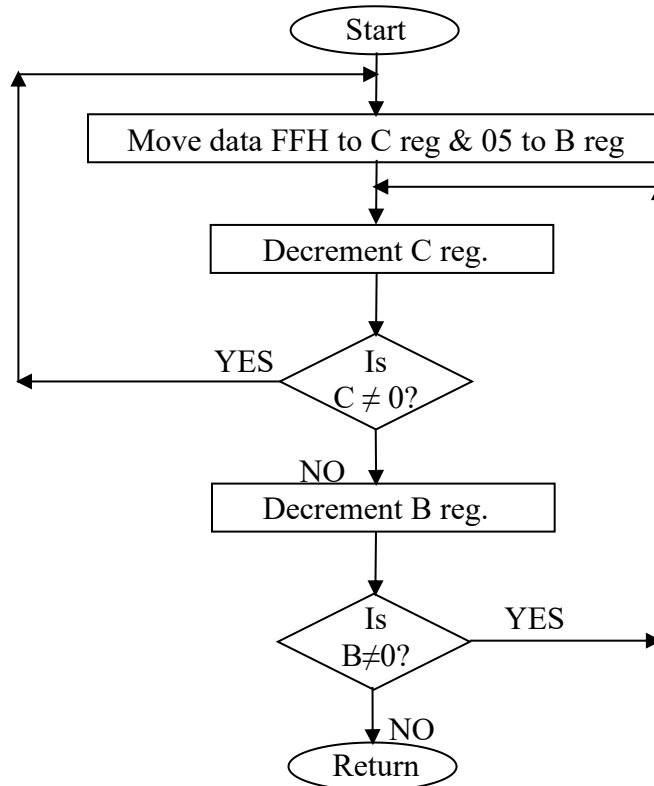 Start
Move data FFH to C reg & 05 to B reg
Decrement C reg.
YES
Is
C ≠ 0?
NO
Decrement B reg.
Is
B≠0?
YES
NO
Return